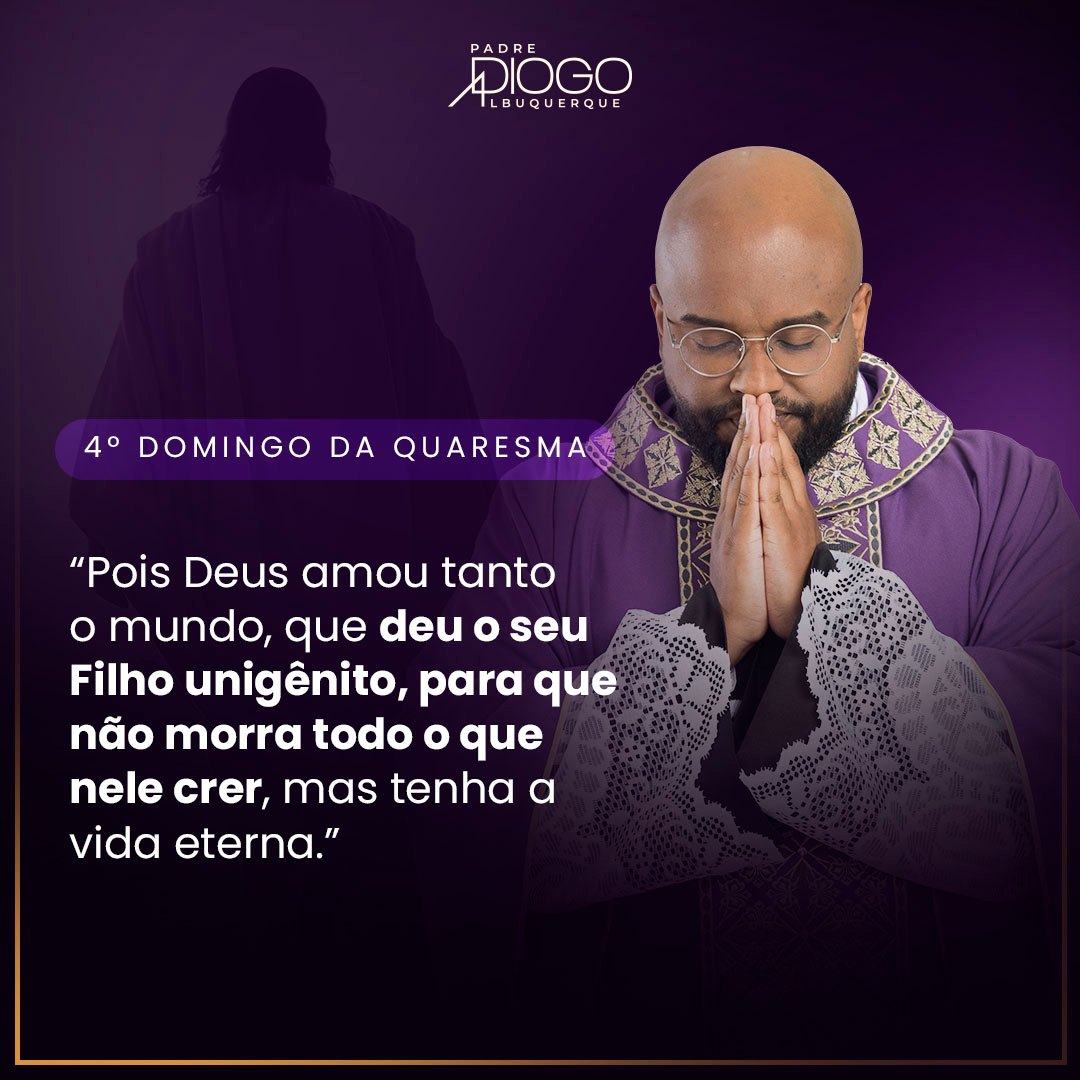 PADRE
DIOGO
ALBUQUERQUE
4º DOMINGO DA QUARESMA
“Pois Deus amou tanto
o mundo, que deu o seu
Filho unigênito, para que
não morra todo o que
nele crer, mas tenha a
vida eterna.”